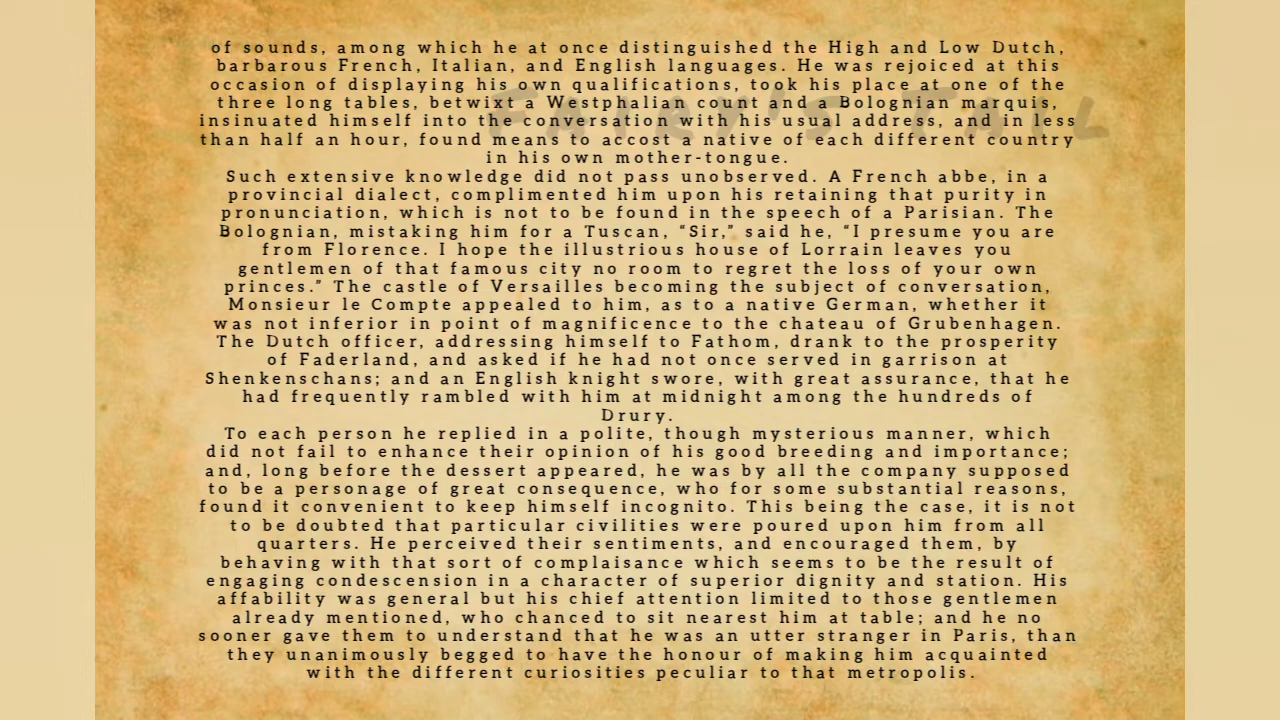 of sounds, among which he at once distinguished the High and Low Dutch,
barbarous French, Italian, and English languages. He was rejoiced at this
occasion of displaying his own qualifications, took his place at one of the
three long tables, betwixt a Westphalian count and a Bolognian marquis,
insinuated himself into the conversation with his usual address, and in less
than half an hour, found means to accost a native of each different country
in his own mother-tongue.
Such extensive knowledge did not pass unobserved. A French abbe, in a
provincial dialect, complimented him upon his retaining that purity in
pronunciation, which is not to be found in the speech of a Parisian. The
Bolognian, mistaking him for a Tuscan, “Sir,” said he, “I presume you are
from Florence. I hope the illustrious house of Lorrain leaves you
gentlemen of that famous city no room to regret the loss of your own
princes.” The castle of Versailles becoming the subject of conversation,
Monsieur le Compte appealed to him, as to a native German, whether it
was not inferior in point of magnificence to the chateau of Grubenhagen.
The Dutch officer, addressing himself to Fathom, drank to the prosperity
of Faderland, and asked if he had not once served in garrison at
Shenkenschans; and an English knight swore, with great assurance, that he
had frequently rambled with him at midnight among the hundreds of
Drury.
To each person he replied in a polite, though mysterious manner, which
did not fail to enhance their opinion of his good breeding and importance;
and, long before the dessert appeared, he was by all the company supposed
to be a personage of great consequence, who for some substantial reasons,
found it convenient to keep himself incognito. This being the case, it is not
to be doubted that particular civilities were poured upon him from all
quarters. He perceived their sentiments, and encouraged them, by
behaving with that sort of complaisance which seems to be the result of
engaging condescension in a character of superior dignity and station. His
affability was general but his chief attention limited to those gentlemen
already mentioned, who chanced to sit nearest him at table; and he no
sooner gave them to understand that he was an utter stranger in Paris, than
they unanimously begged to have the honour of making him acquainted
with the different curiosities peculiar to that metropolis.